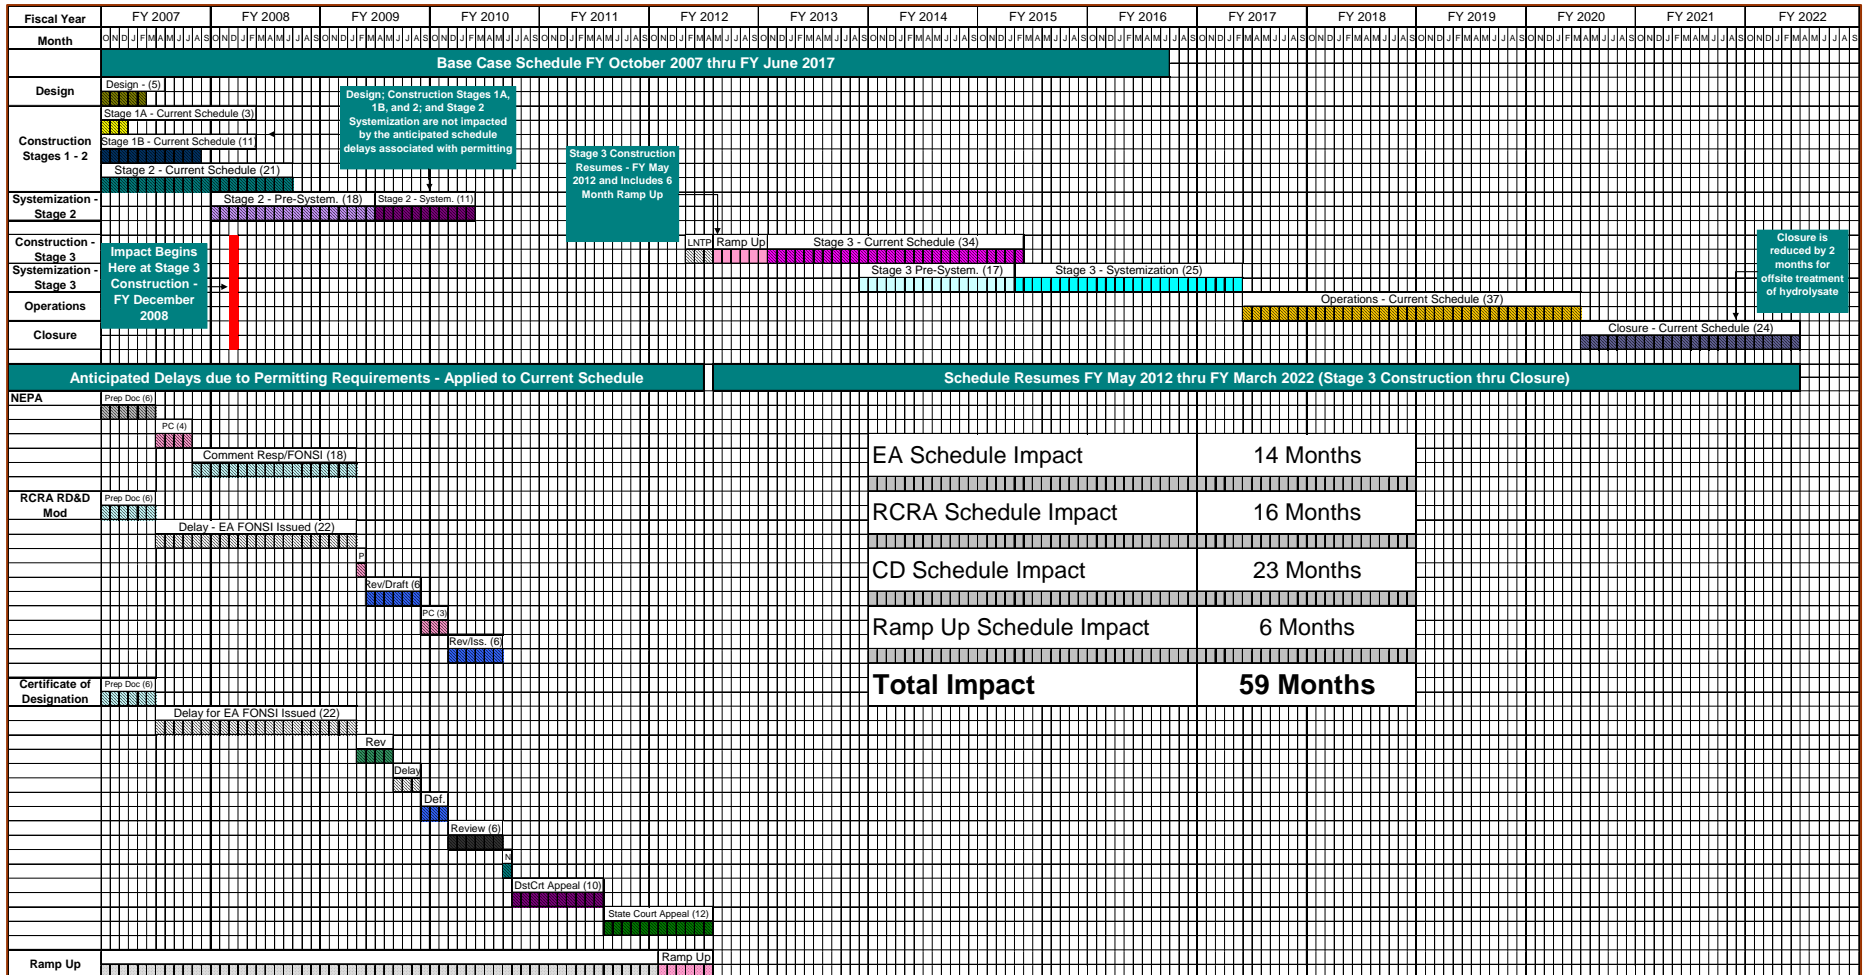 Fiscal Year FY 2007 FY 2008 FY 2009 FY 2010 FY 2011 FY 2012 FY 2013 FY 2014 FY 2015 FY 2016 FY 2017 FY 2018 FY 2019 FY 2020 FY 2021 FY 2022
Month O N D J F M A M J J A S O N D J F M A M J J A S O N D J F M A M J J A S O N D J F M A M J J A S O N D J F M A M J J A S O N D J F M A M J J A S O N D J F M A M J J A S O N D J F M A M J J A S O N D J F M A M J J A S O N D J F M A M J J A S O N D J F M A M J J A S O N D J F M A M J J A S O N D J F M A M J J A S O N D J F M A M J J A S O N D J F M A M J J A S O N D J F M A M J J A S
Base Case Schedule FY October 2007 thru FY June 2017
Design
Design - (5)
Design; Construction Stages 1A,
1B, and 2; and Stage 2
Systemization are not impacted
by the anticipated schedule
delays associated with permitting
Construction
Stages 1 - 2
Stage 1A - Current Schedule (3)
Stage 1B - Current Schedule (11)
Stage 2 - Current Schedule (21)
Stage 3 Construction
Resumes - FY May
2012 and Includes 6
Month Ramp Up
Systemization -
Stage 2
Stage 2 - Pre-System. (18)
Stage 2 - System. (11)
Construction -
Stage 3
LNTP
Ramp Up
Stage 3 - Current Schedule (34)
Impact Begins
Here at Stage 3
Construction -
FY December
2008
Closure is
reduced by 2
months for
offsite treatment
of hydrolysate
Systemization -
Stage 3
Stage 3 Pre-System. (17)
Stage 3 - Systemization (25)
Operations
Operations - Current Schedule (37)
Closure
Closure - Current Schedule (24)
Anticipated Delays due to Permitting Requirements - Applied to Current Schedule
Schedule Resumes FY May 2012 thru FY March 2022 (Stage 3 Construction thru Closure)
NEPA
Prep Doc (6)
PC (4)
Comment Resp/FONSI (18)
EA Schedule Impact 14 Months
RCRA RD&D
Mod
Prep Doc (6)
RCRA Schedule Impact 16 Months
Delay - EA FONSI Issued (22)
P
CD Schedule Impact 23 Months
Rev/Draft (6
PC (3)
Ramp Up Schedule Impact 6 Months
Rev/Iss. (6)
Certificate of
Designation
Prep Doc (6)
Total Impact 59 Months
Delay for EA FONSI Issued (22)
Rev
Delay
Def.
Review (6)
N
DstCrt Appeal (10)
State Court Appeal (12)
Ramp Up
Ramp Up